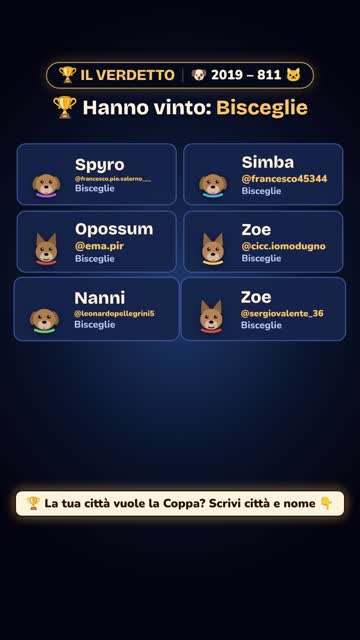 🏆 IL VERDETTO | 🐶 2019 – 811 🐱
🏆 Hanno vinto: Bisceglie
Spyro
@francesco.pio.salerno__
Bisceglie
Simba
@francesco45344
Bisceglie
Opossum
@ema.pir
Bisceglie
Zoe
@cicc.iomodugno
Bisceglie
Nanni
@leonardopellegrini5
Bisceglie
Zoe
@sergiovalente_36
Bisceglie
🏆 La tua città vuole la Coppa? Scrivi città e nome 👇